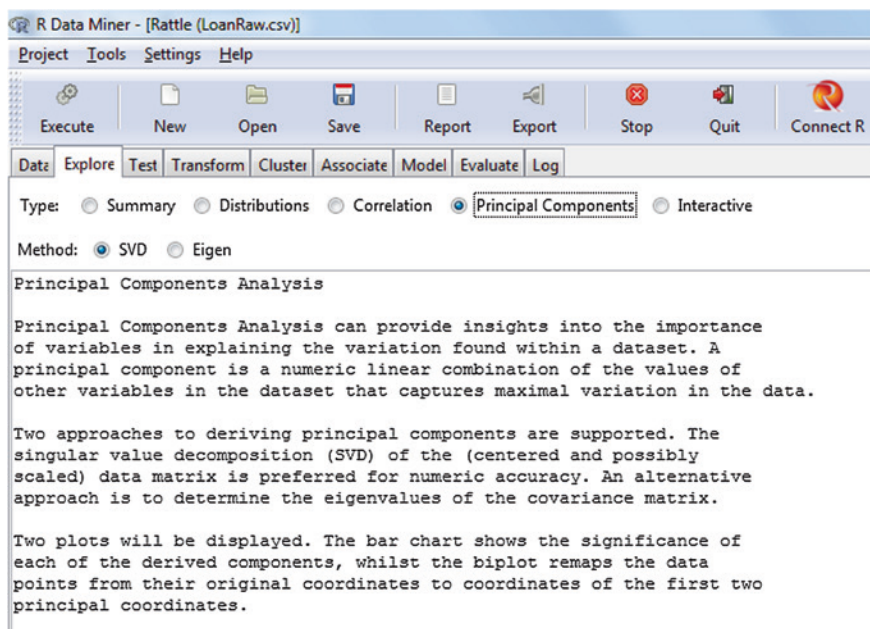 R Data Miner - [Rattle (LoanRaw.csv)]
Project Tools Settings Help
Execute New Open Save Report Export Stop Quit Connect R
Data Explore Test Transform Cluster Associate Model Evaluate Log
Type: Summary Distributions Correlation Principal Components Interactive
Method: SVD Eigen
Principal Components Analysis
Principal Components Analysis can provide insights into the importance
of variables in explaining the variation found within a dataset. A
principal component is a numeric linear combination of the values of
other variables in the dataset that captures maximal variation in the data.
Two approaches to deriving principal components are supported. The
singular value decomposition (SVD) of the (centered and possibly
scaled) data matrix is preferred for numeric accuracy. An alternative
approach is to determine the eigenvalues of the covariance matrix.
Two plots will be displayed. The bar chart shows the significance of
each of the derived components, whilst the biplot remaps the data
points from their original coordinates to coordinates of the first two
principal coordinates.